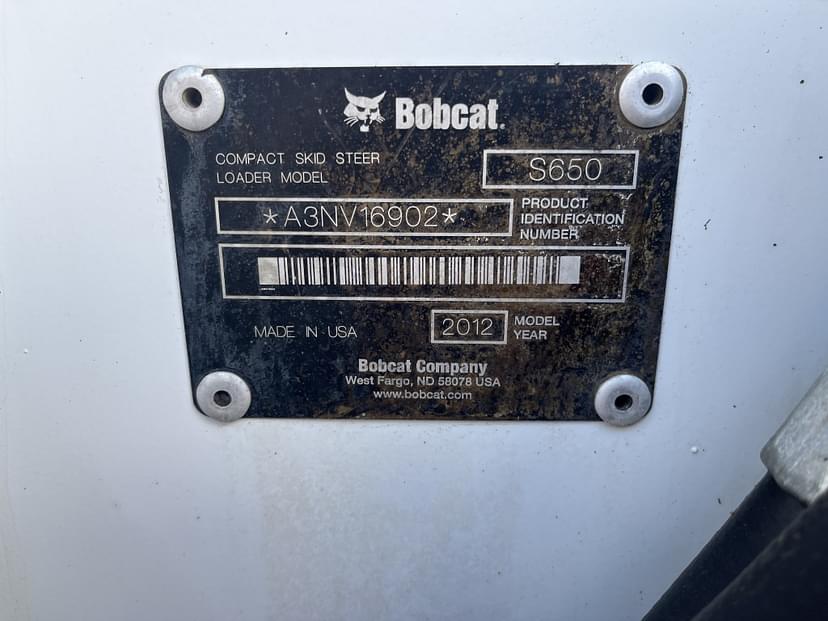 Bobcat
COMPACT SKID STEER
LOADER MODEL
S650
*A3NV16902*
PRODUCT
IDENTIFICATION
NUMBER
MADE IN USA
2012
MODEL
YEAR
Bobcat Company
West Fargo, ND 58078 USA
www.bobcat.com